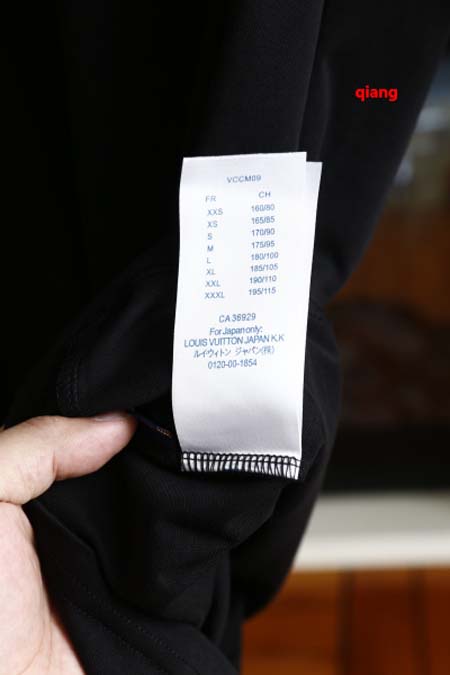 qiang
VCCM09
FR CH
XXS 160/80
XS 165/85
S 170/90
M 175/95
L 180/100
XL 185/105
XXL 190/110
XXXL 195/115
CA 36929
For Japan only:
LOUIS VUITTON JAPAN K.K
ルイ・ヴィトン ジャパン(株)
0120-00-1854